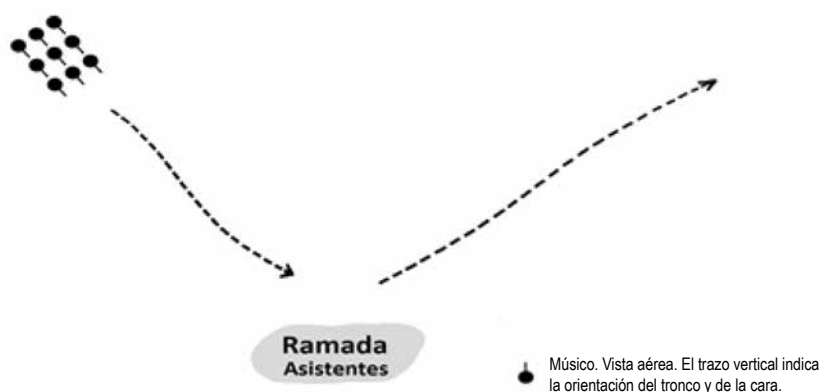 Ramada
Asistentes
Músico. Vista aérea. El trazo vertical indica
la orientación del tronco y de la cara.